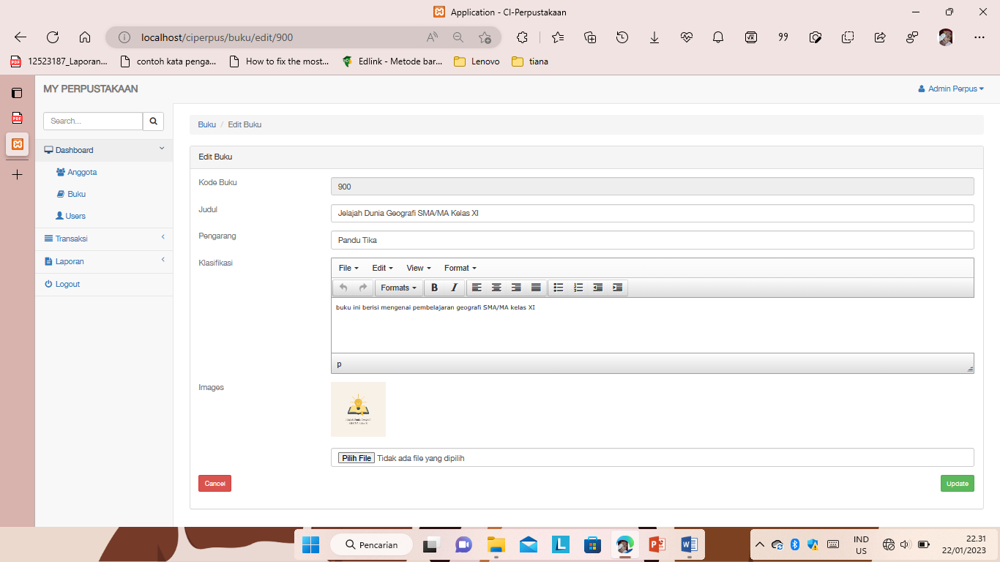 Application - CI-Perpustakaan
localhost/ciperpus/buku/edit/900
12523187_Laporan... contoh kata penga... How to fix the most... Edlink - Metode bar... Lenovo tiana
MY PERPUSTAKAAN
Admin Perpus
Search...
Dashboard
Anggota
Buku
Users
Transaksi
Laporan
Logout
Buku / Edit Buku
Edit Buku
Kode Buku 900
Judul Jelajah Dunia Geografi SMA/MA Kelas XI
Pengarang Pandu Tika
Klasifikasi
File Edit View Format
Formats B I
buku ini berisi mengenai pembelajaran geografi SMA/MA kelas XI
p
Images
Pilih File Tidak ada file yang dipilih
Cancel Update
Pencarian
IND
US
22.31
22/01/2023